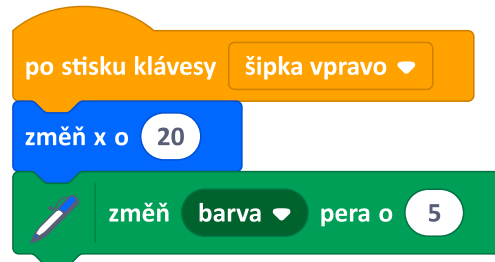 po stisku klávesy šipka vpravo
změň x o 20
změň barva pera o 5